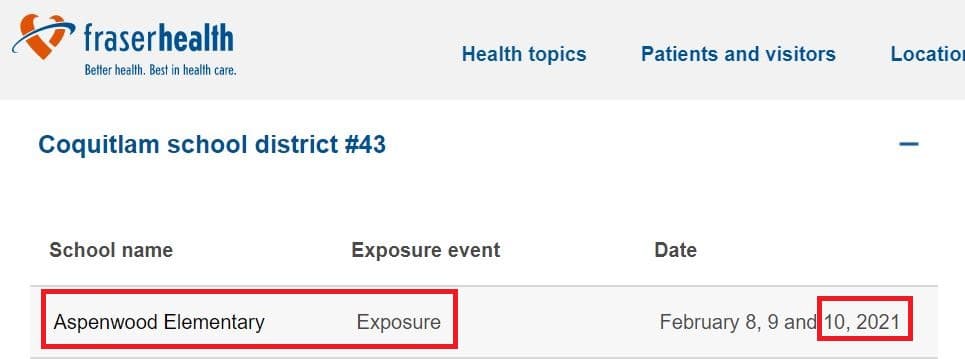 fraserhealth
Better health. Best in health care.
Health topics Patients and visitors Location
Coquitlam school district #43
School name Exposure event Date
Aspenwood Elementary Exposure February 8, 9 and 10, 2021